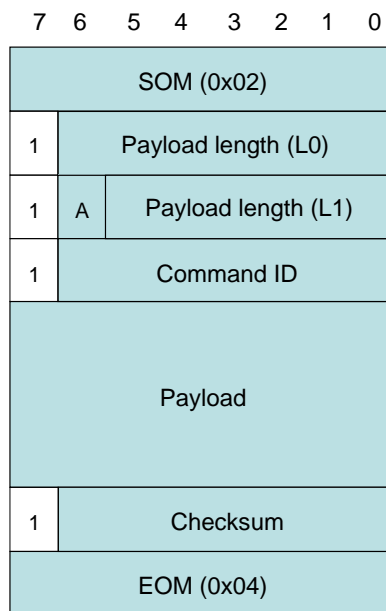 7 6 5 4 3 2 1 0
SOM (0x02)
1 Payload length (L0)
1 A Payload length (L1)
1 Command ID
Payload
1 Checksum
EOM (0x04)